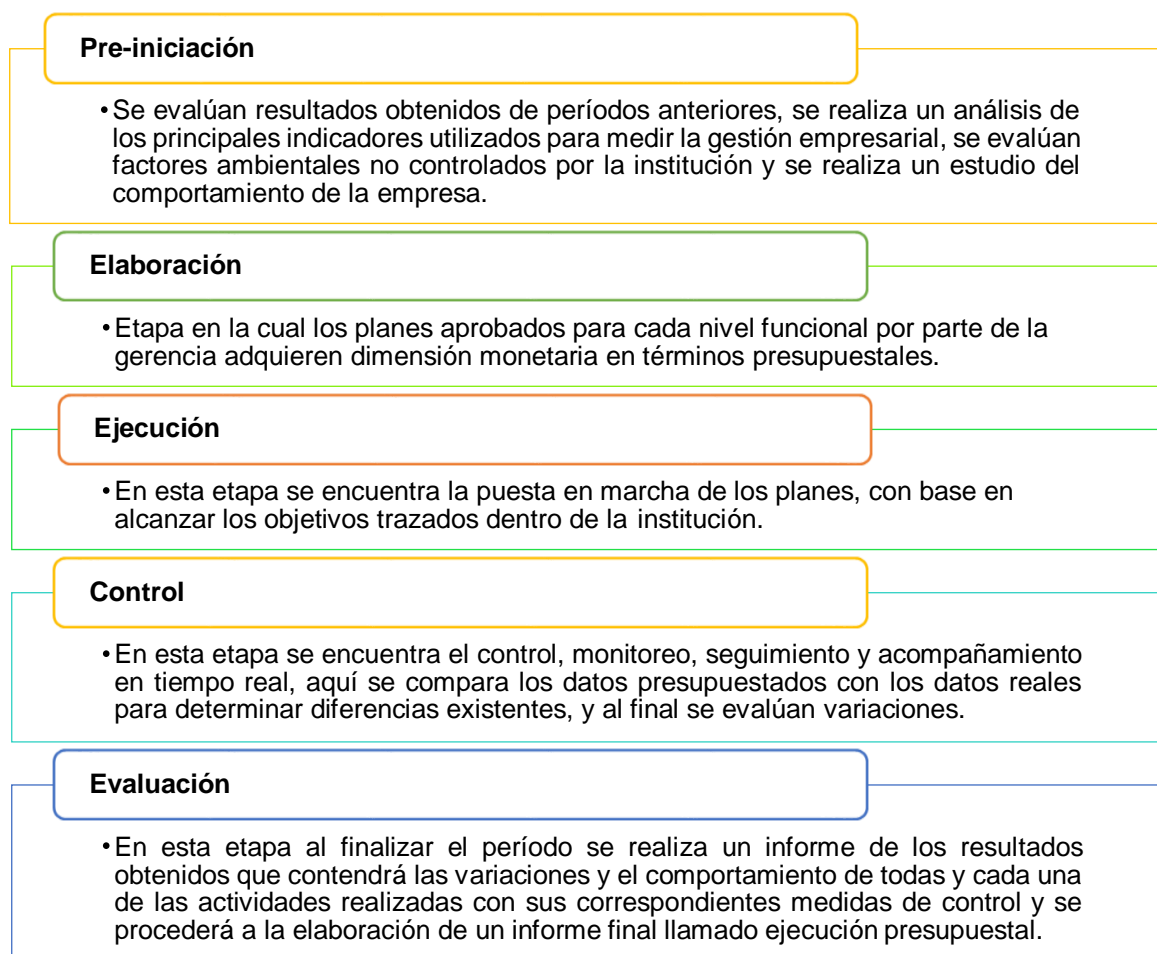 Pre-iniciación
•Se evalúan resultados obtenidos de períodos anteriores, se realiza un análisis de
los principales indicadores utilizados para medir la gestión empresarial, se evalúan
factores ambientales no controlados por la institución y se realiza un estudio del
comportamiento de la empresa.
Elaboración
•Etapa en la cual los planes aprobados para cada nivel funcional por parte de la
gerencia adquieren dimensión monetaria en términos presupuestales.
Ejecución
•En esta etapa se encuentra la puesta en marcha de los planes, con base en
alcanzar los objetivos trazados dentro de la institución.
Control
•En esta etapa se encuentra el control, monitoreo, seguimiento y acompañamiento
en tiempo real, aquí se compara los datos presupuestados con los datos reales
para determinar diferencias existentes, y al final se evalúan variaciones.
Evaluación
•En esta etapa al finalizar el período se realiza un informe de los resultados
obtenidos que contendrá las variaciones y el comportamiento de todas y cada una
de las actividades realizadas con sus correspondientes medidas de control y se
procederá a la elaboración de un informe final llamado ejecución presupuestal.